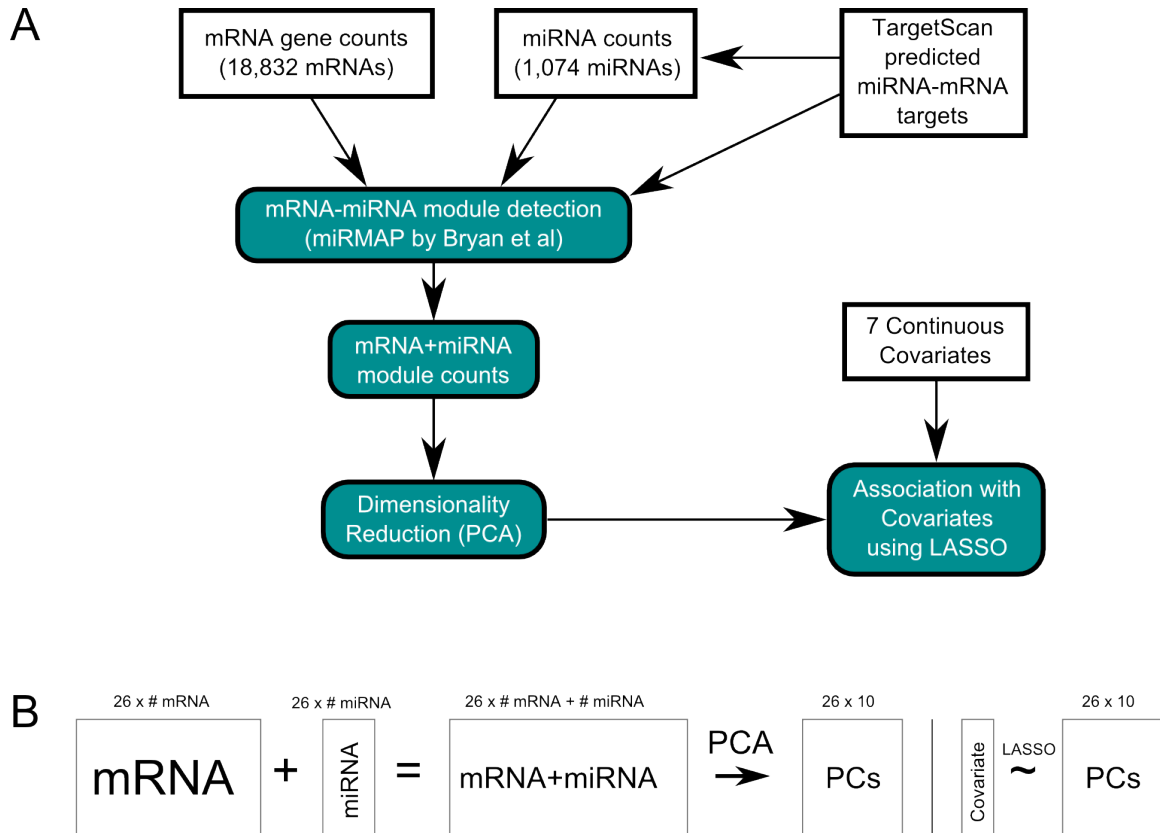 A
mRNA gene counts
(18,832 mRNAs)
miRNA counts
(1,074 miRNAs)
TargetScan
predicted
miRNA-mRNA
targets
mRNA-miRNA module detection
(miRMAP by Bryan et al)
mRNA+miRNA
module counts
7 Continuous
Covariates
Dimensionality
Reduction (PCA)
Association with
Covariates
using LASSO
B
26 x # mRNA
mRNA
+
26 x # miRNA
miRNA
=
26 x # mRNA + # miRNA
mRNA+miRNA
PCA
26 x 10
PCs
Covariate
LASSO
~
26 x 10
PCs